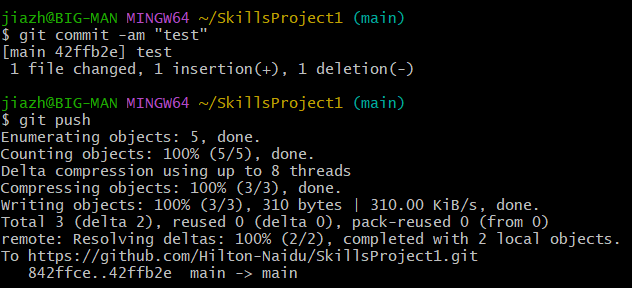 jiazh@BIG-MAN MINGW64 ~/SkillsProject1 (main)
$ git commit -am "test"
[main 42ffb2e] test
 1 file changed, 1 insertion(+), 1 deletion(-)

jiazh@BIG-MAN MINGW64 ~/SkillsProject1 (main)
$ git push
Enumerating objects: 5, done.
Counting objects: 100% (5/5), done.
Delta compression using up to 8 threads
Compressing objects: 100% (3/3), done.
Writing objects: 100% (3/3), 310 bytes | 310.00 KiB/s, done.
Total 3 (delta 2), reused 0 (delta 0), pack-reused 0 (from 0)
remote: Resolving deltas: 100% (2/2), completed with 2 local objects.
To https://github.com/Hilton-Naidu/SkillsProject1.git
   842ffce..42ffb2e  main -> main